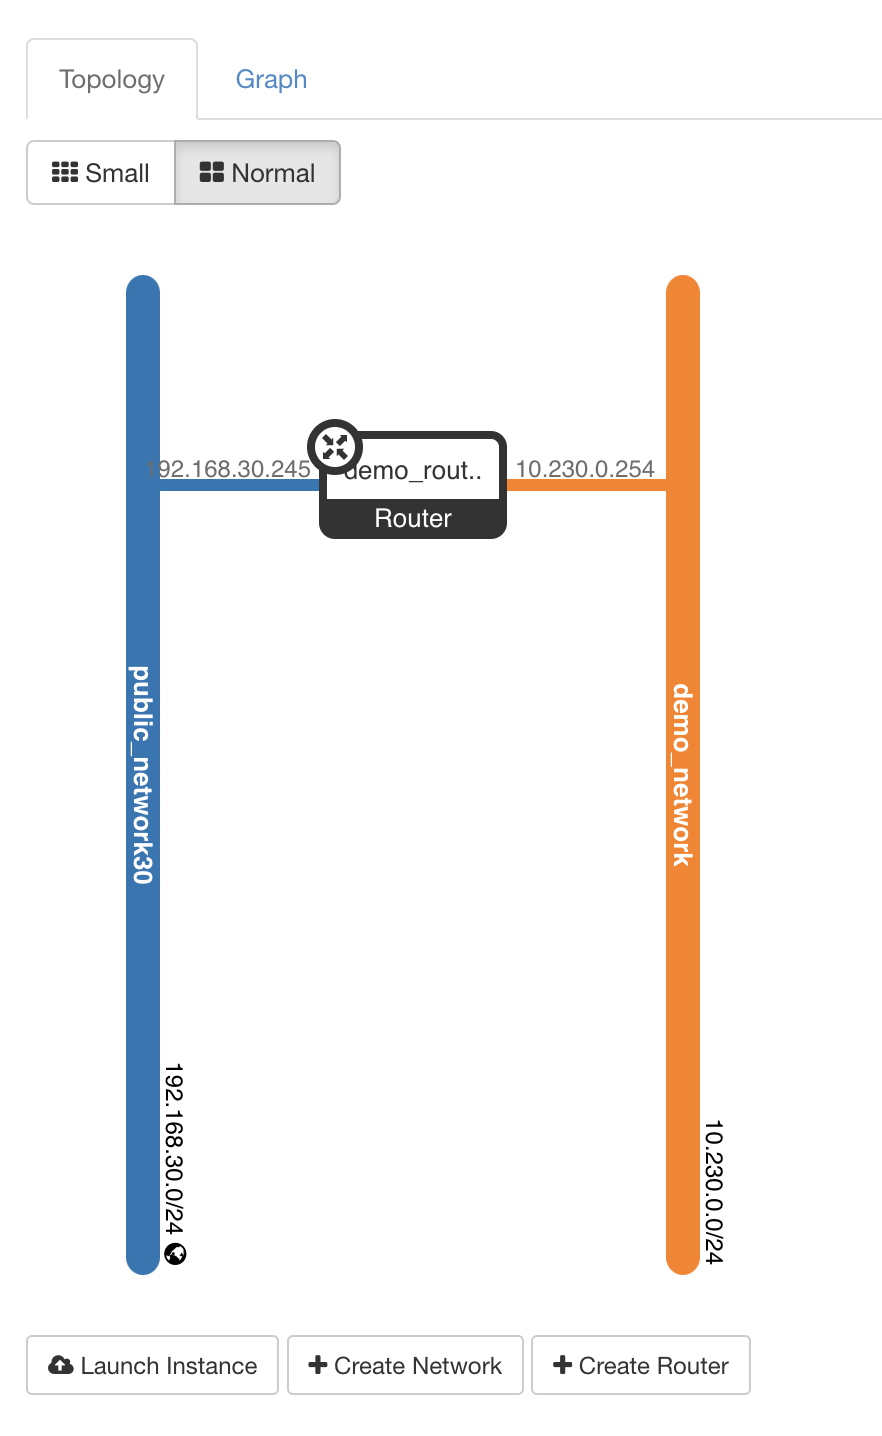 Topology
Graph
Small
Normal
192.168.30.245
demo_rout..
10.230.0.254
Router
public_network30
demo_network
192.168.30.0/24
10.230.0.0/24
Launch Instance
Create Network
Create Router